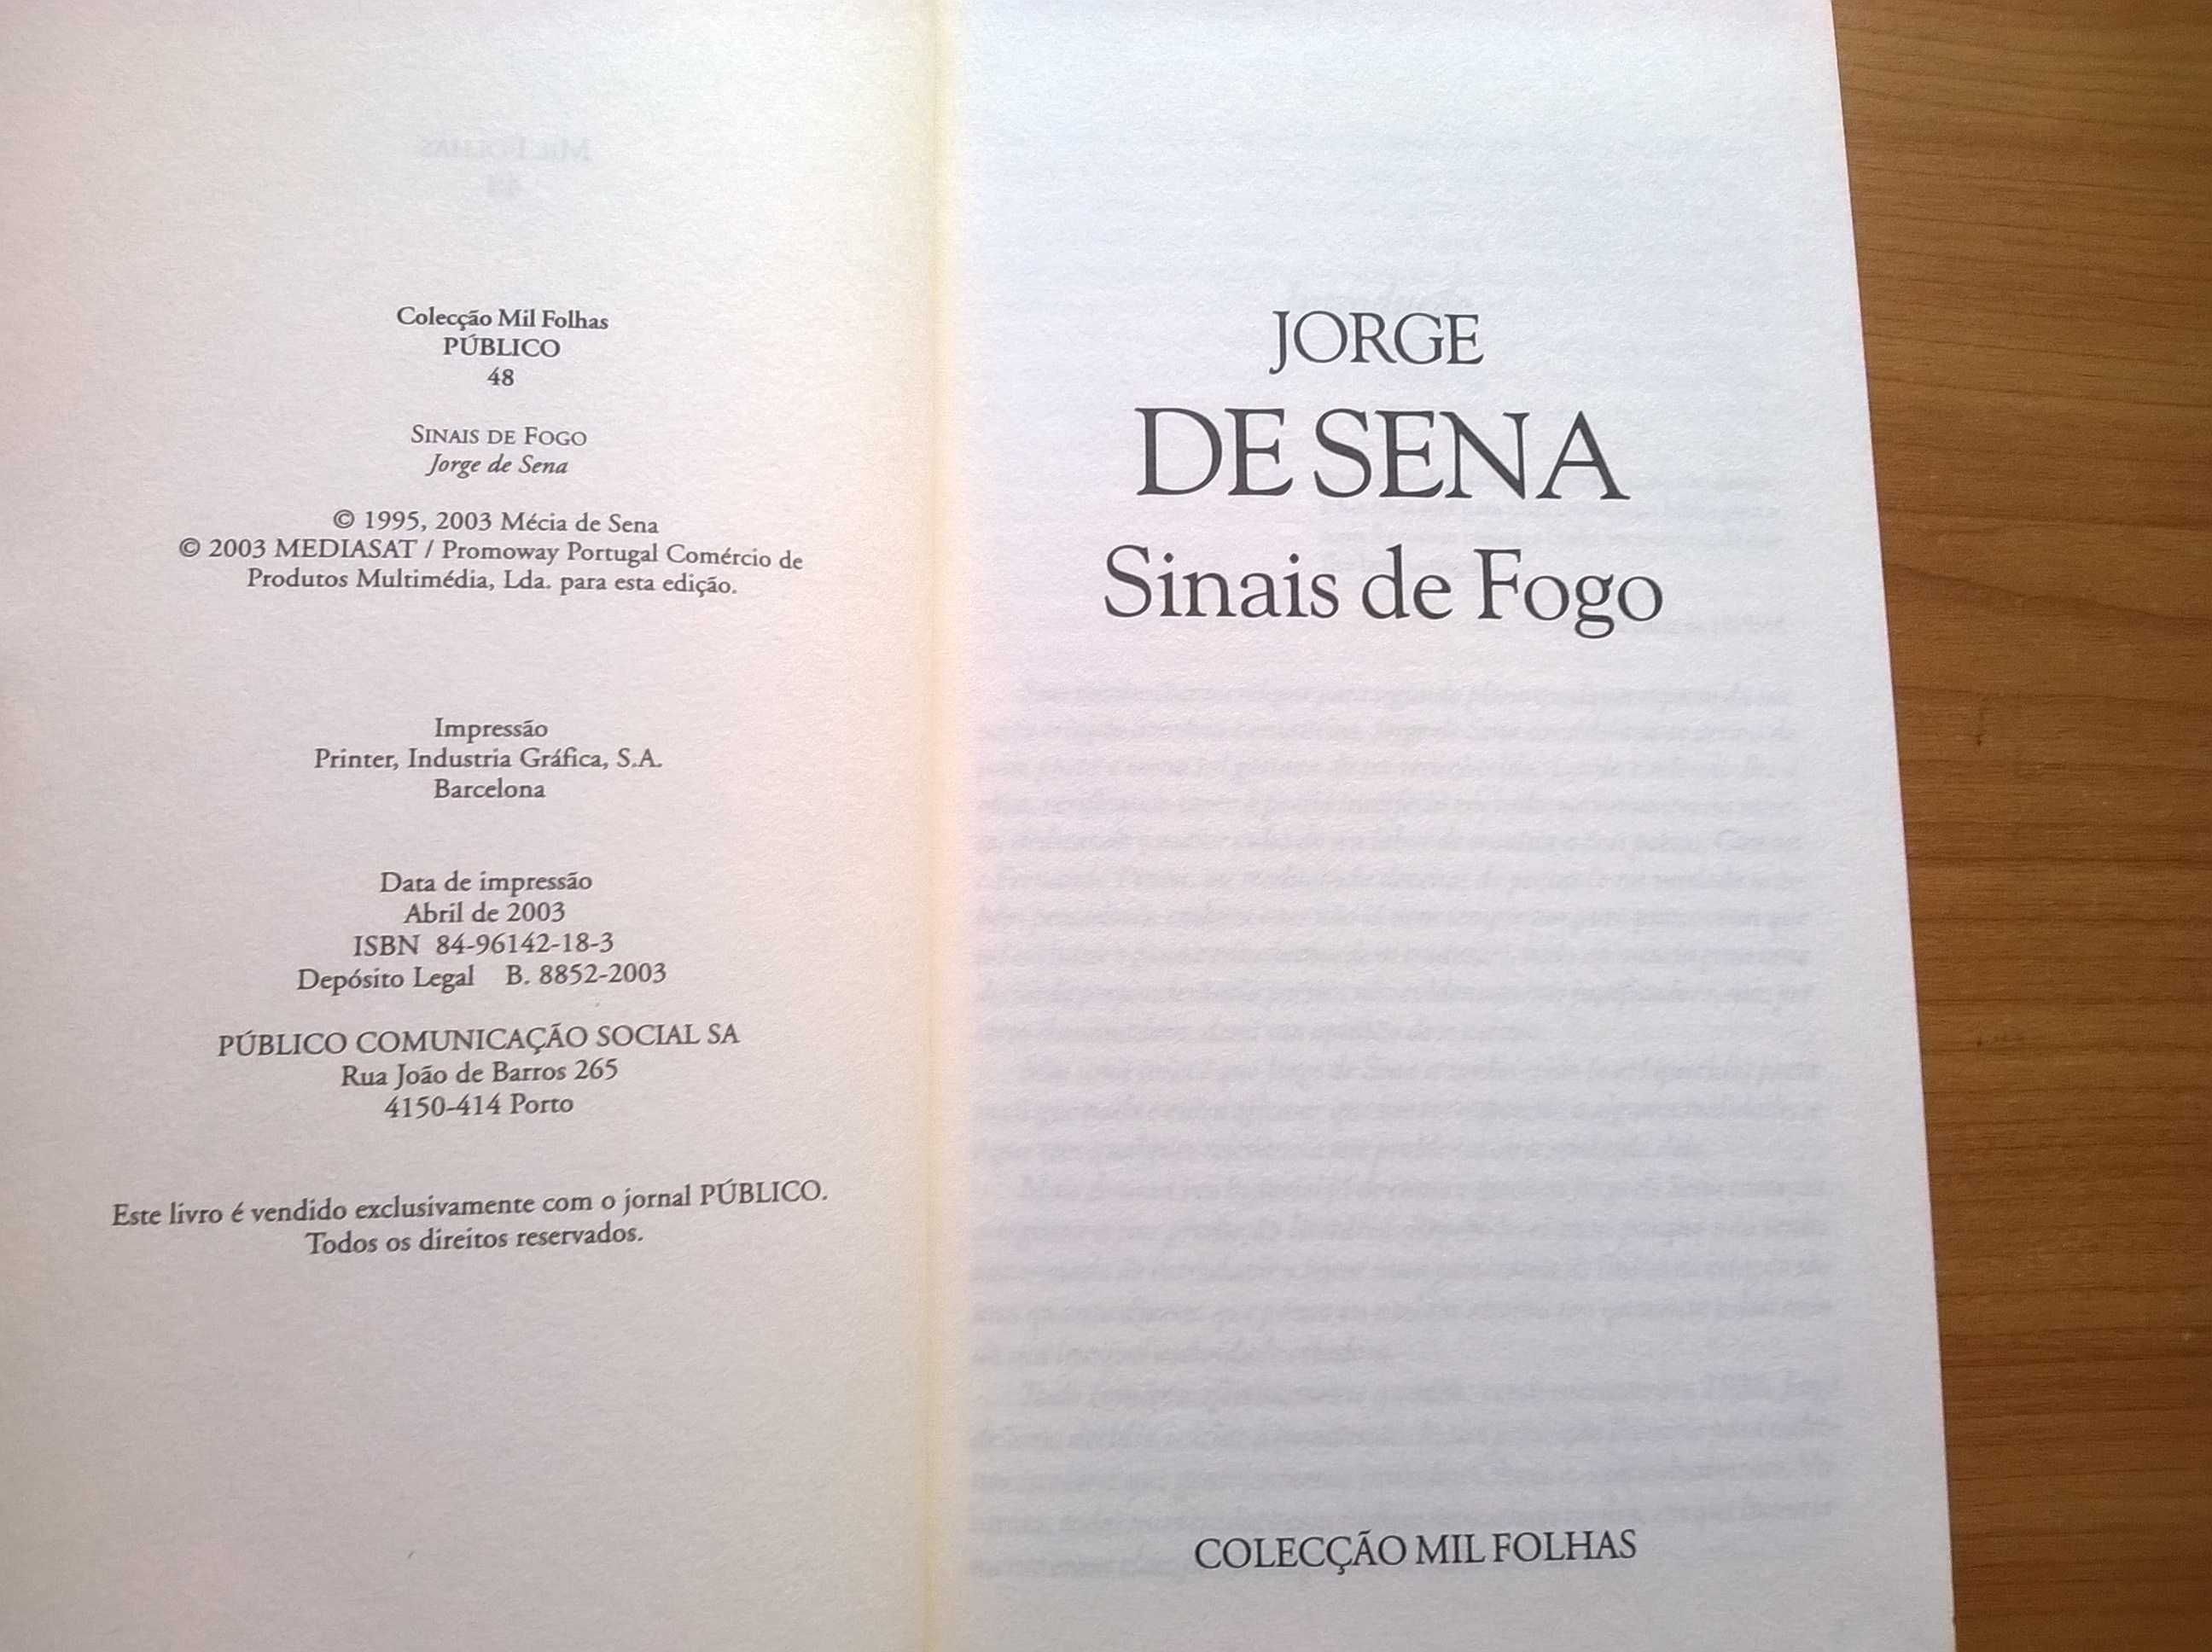 Colecção Mil Folhas
PÚBLICO
48
SINAIS DE FOGO
Jorge de Sena
© 1995, 2003 Mécia de Sena
© 2003 MEDIASAT / Promoway Portugal Comércio de
Produtos Multimédia, Lda. para esta edição.
Impressão
Printer, Industria Gráfica, S.A.
Barcelona
Data de impressão
Abril de 2003
ISBN 84-96142-18-3
Depósito Legal B. 8852-2003
PÚBLICO COMUNICAÇÃO SOCIAL SA
Rua João de Barros 265
4150-414 Porto
Este livro é vendido exclusivamente com o jornal PÚBLICO.
Todos os direitos reservados.
JORGE
DE SENA
Sinais de Fogo
COLECÇÃO MIL FOLHAS